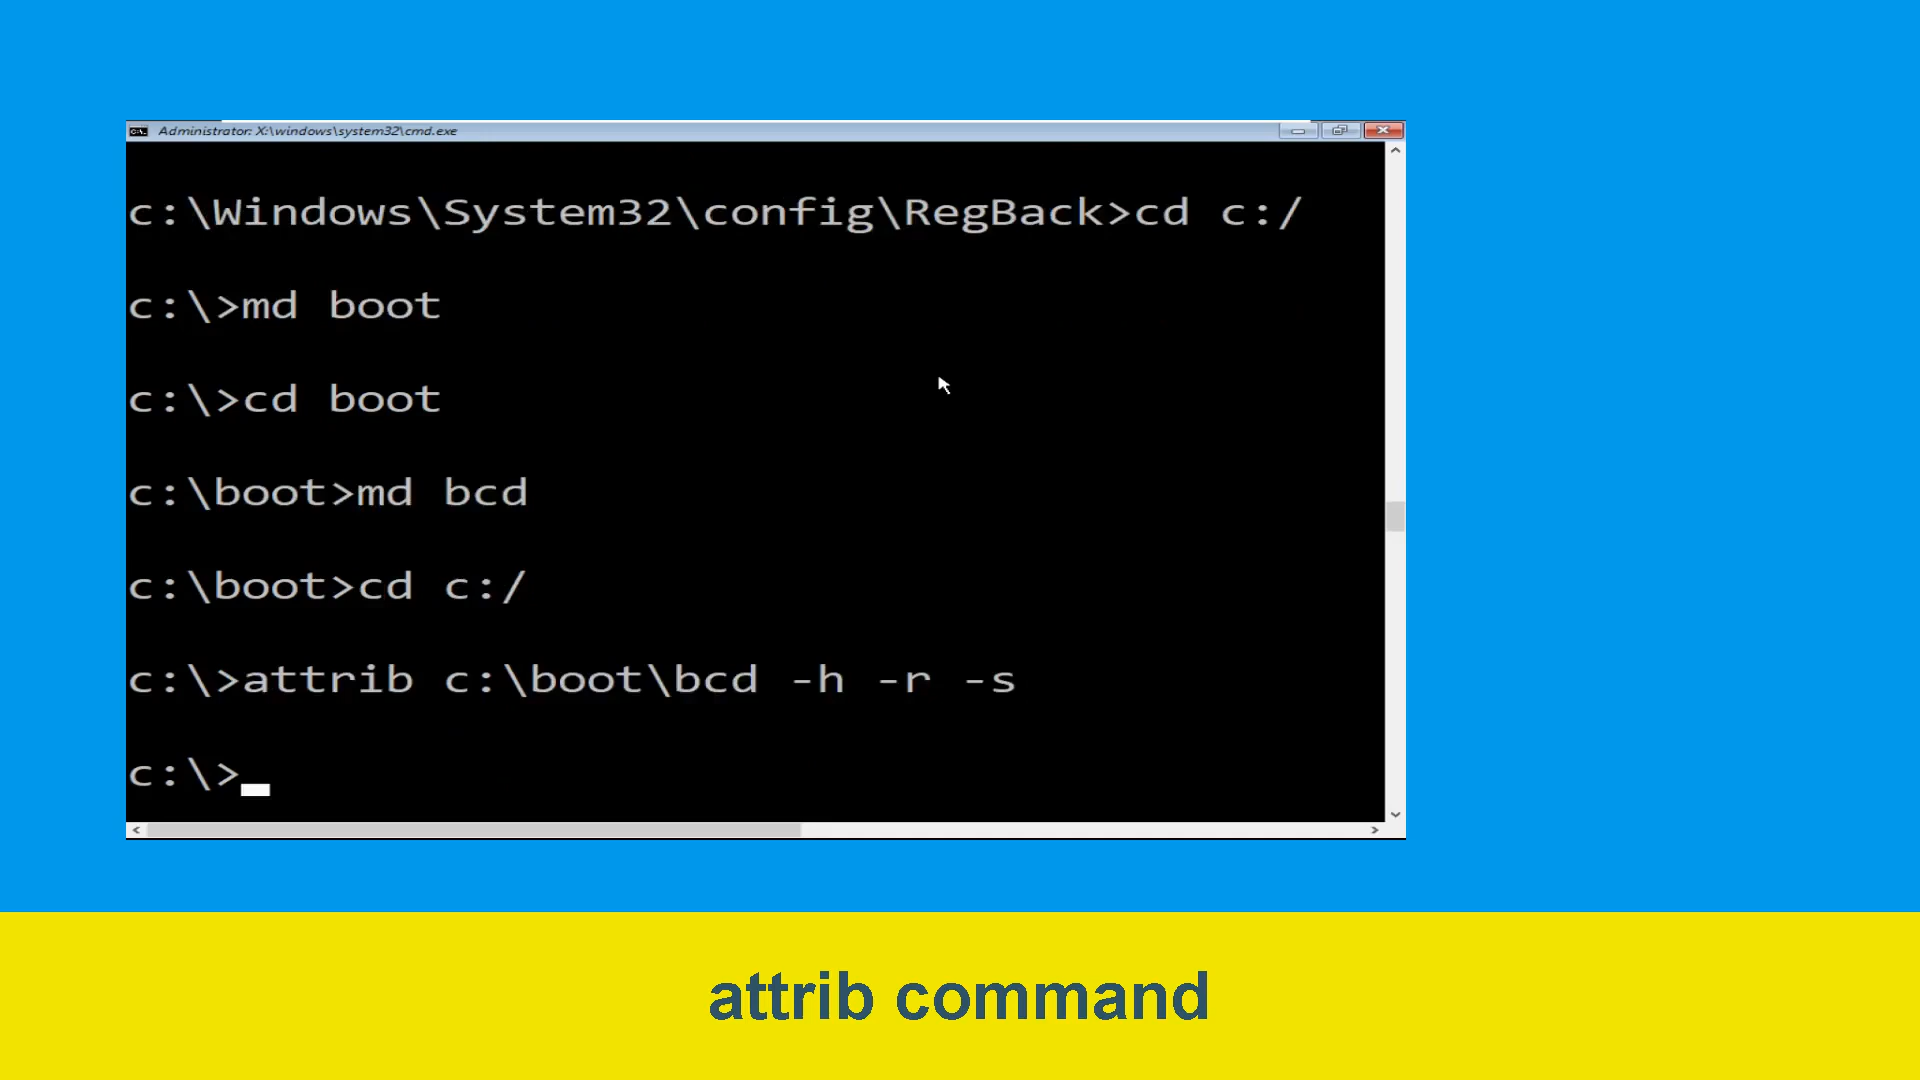 Administrator: X:\windows\system32\cmd.exe
c:\Windows\System32\config\RegBack>cd c:/
c:\>md boot
c:\>cd boot
c:\boot>md bcd
c:\boot>cd c:/
c:\>attrib c:\boot\bcd -h -r -s
c:\>
attrib command